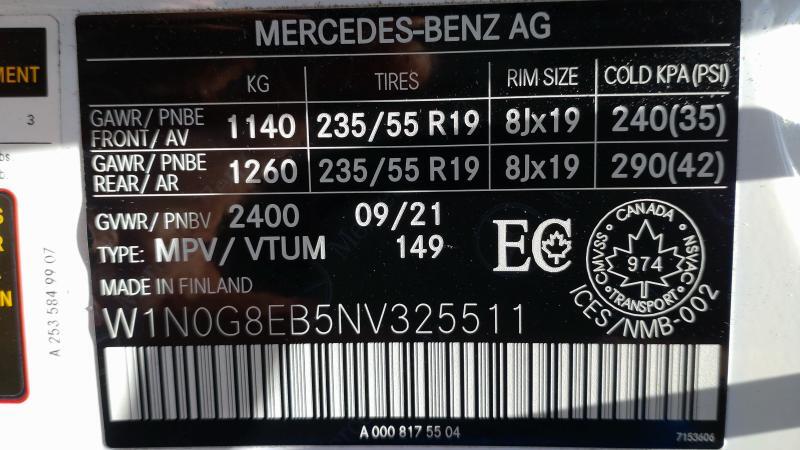 MERCEDES-BENZ AG
KG TIRES RIM SIZE COLD KPA (PSI)
GAWR/ PNBE FRONT/ AV 1140 235/55 R19 8Jx19 240(35)
GAWR/ PNBE REAR/ AR 1260 235/55 R19 8Jx19 290(42)
GVWR/ PNBV 2400 09/21
TYPE: MPV/ VTUM 149
MADE IN FINLAND
W1N0G8EB5NV325511
A 000 817 55 04
7153606
EC
CANADA
CMVSS/NSVAC
974
TRANSPORT
ICES/NMB-002
A 253 584 99 07
MENT
3